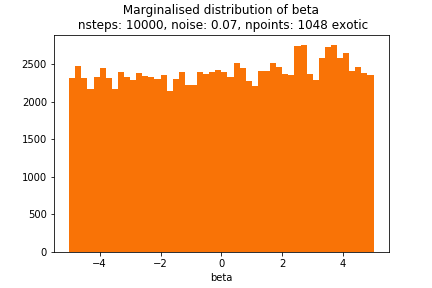 Marginalised distribution of beta
nsteps: 10000, noise: 0.07, npoints: 1048 exotic
2500
2000
1500
1000
500
0
−4 −2 0 2 4
beta